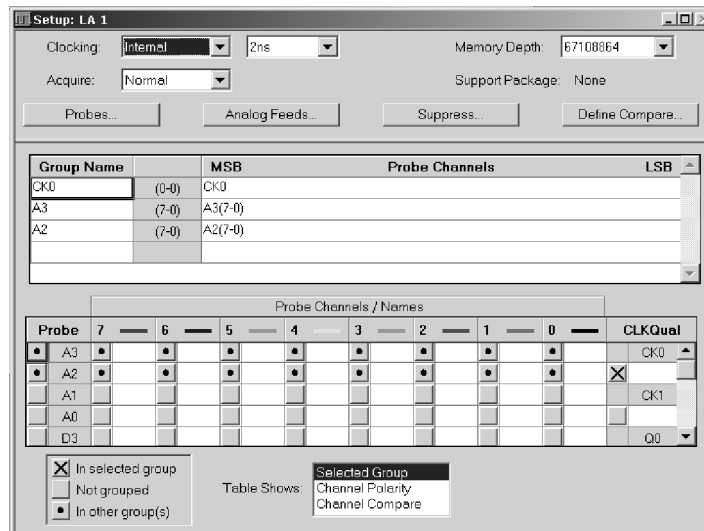 Setup: LA 1
Clocking: Internal 2ns Memory Depth: 67108864
Acquire: Normal Support Package: None
Probes... Analog Feeds... Suppress... Define Compare...
Group Name MSB Probe Channels LSB
CK0 (0-0) CK0
A3 (7-0) A3(7-0)
A2 (7-0) A2(7-0)
Probe Channels / Names
Probe 7 6 5 4 3 2 1 0 CLKQual
A3 CK0
A2
A1 CK1
A0
D3 Q0
In selected group
Not grouped
In other group(s)
Table Shows: Selected Group
Channel Polarity
Channel Compare